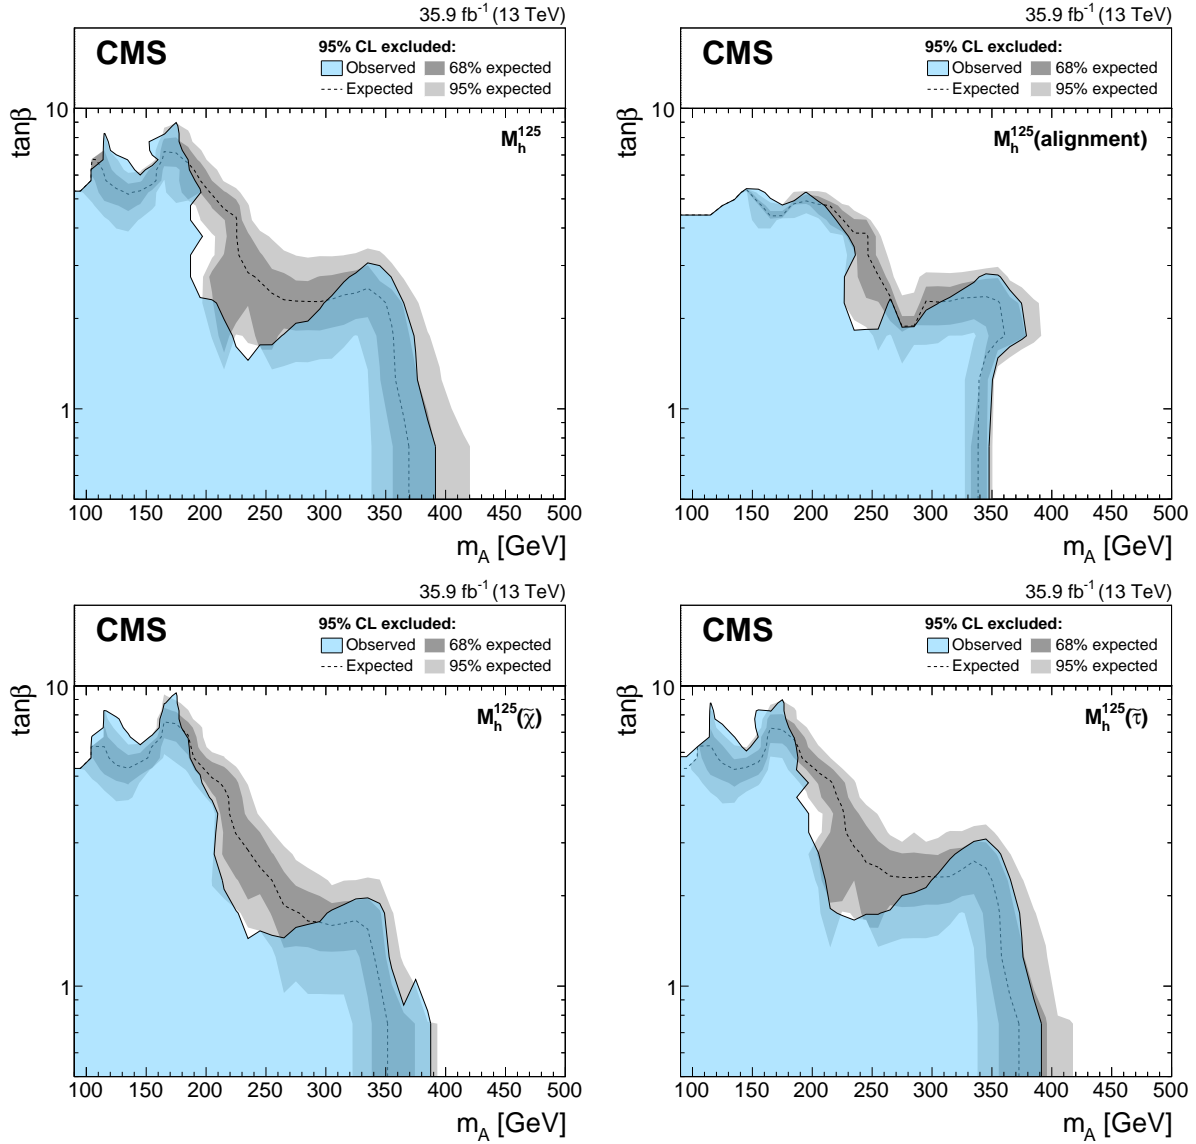 35.9 fb⁻¹ (13 TeV)
CMS
95% CL excluded:
Observed 68% expected
Expected 95% expected
10
tanβ
M_h^125
1
100 150 200 250 300 350 400 450 500
m_A [GeV]
35.9 fb⁻¹ (13 TeV)
CMS
95% CL excluded:
Observed 68% expected
Expected 95% expected
10
tanβ
M_h^125(alignment)
1
100 150 200 250 300 350 400 450 500
m_A [GeV]
35.9 fb⁻¹ (13 TeV)
CMS
95% CL excluded:
Observed 68% expected
Expected 95% expected
10
tanβ
M_h^125(χ̃)
1
100 150 200 250 300 350 400 450 500
m_A [GeV]
35.9 fb⁻¹ (13 TeV)
CMS
95% CL excluded:
Observed 68% expected
Expected 95% expected
10
tanβ
M_h^125(τ̃)
1
100 150 200 250 300 350 400 450 500
m_A [GeV]